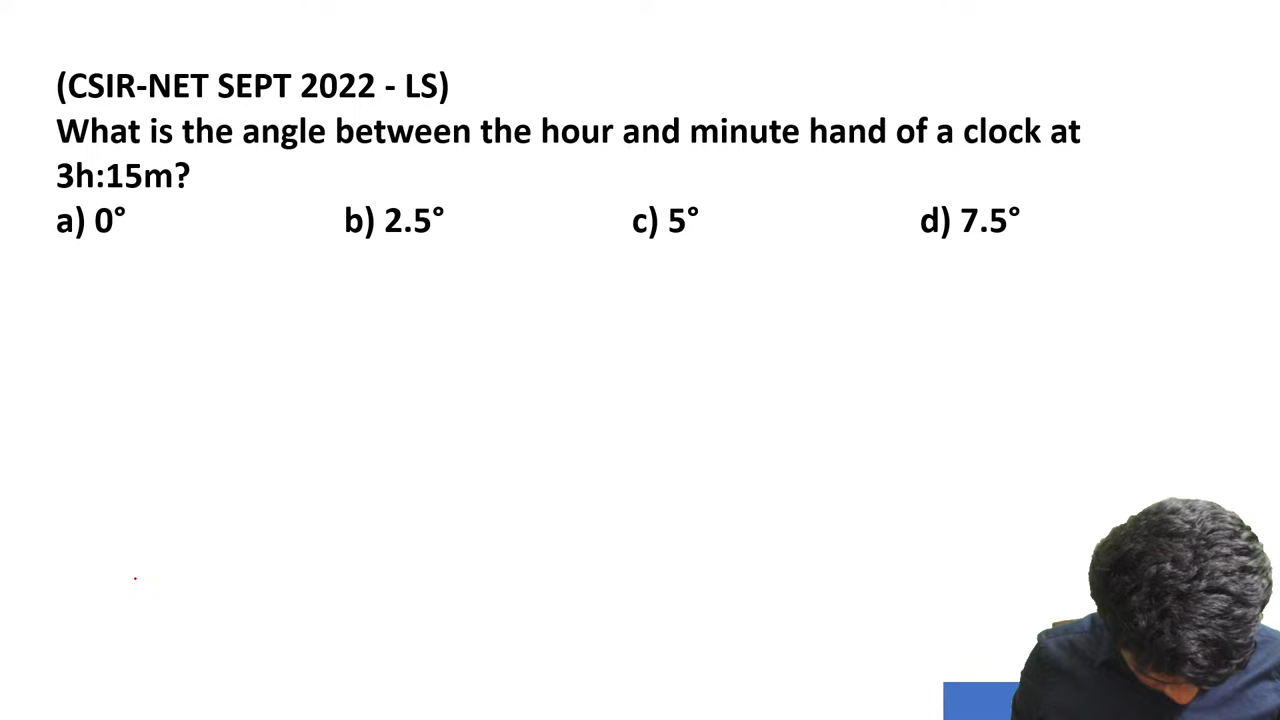 (CSIR-NET SEPT 2022 - LS)
What is the angle between the hour and minute hand of a clock at
3h:15m?
a) 0° b) 2.5° c) 5° d) 7.5°